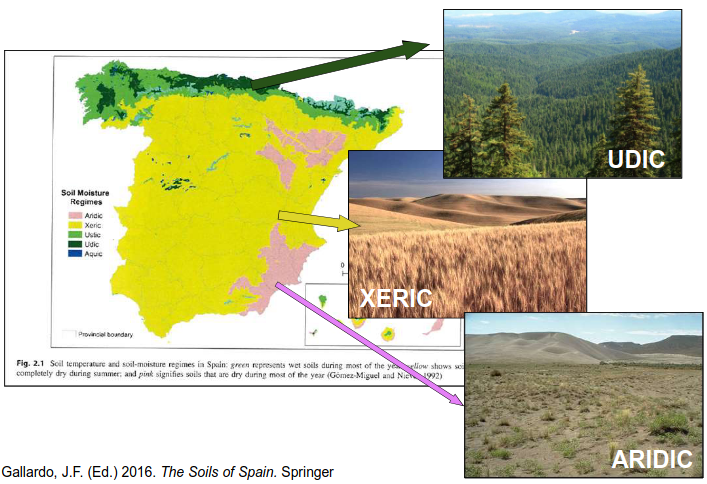 UDIC
XERIC
ARIDIC
Soil Moisture
Regimes
Aridic
Xeric
Ustic
Udic
Aquic
0
Provincial boundary
Fig. 2.1 Soil temperature and soil-moisture regimes in Spain: green represents wet soils during most of the year, yellow shows
completely dry during summer; and pink signifies soils that are dry during most of the year (Gómez-Miguel and 1992)
Gallardo, J.F. (Ed.) 2016. The Soils of Spain. Springer